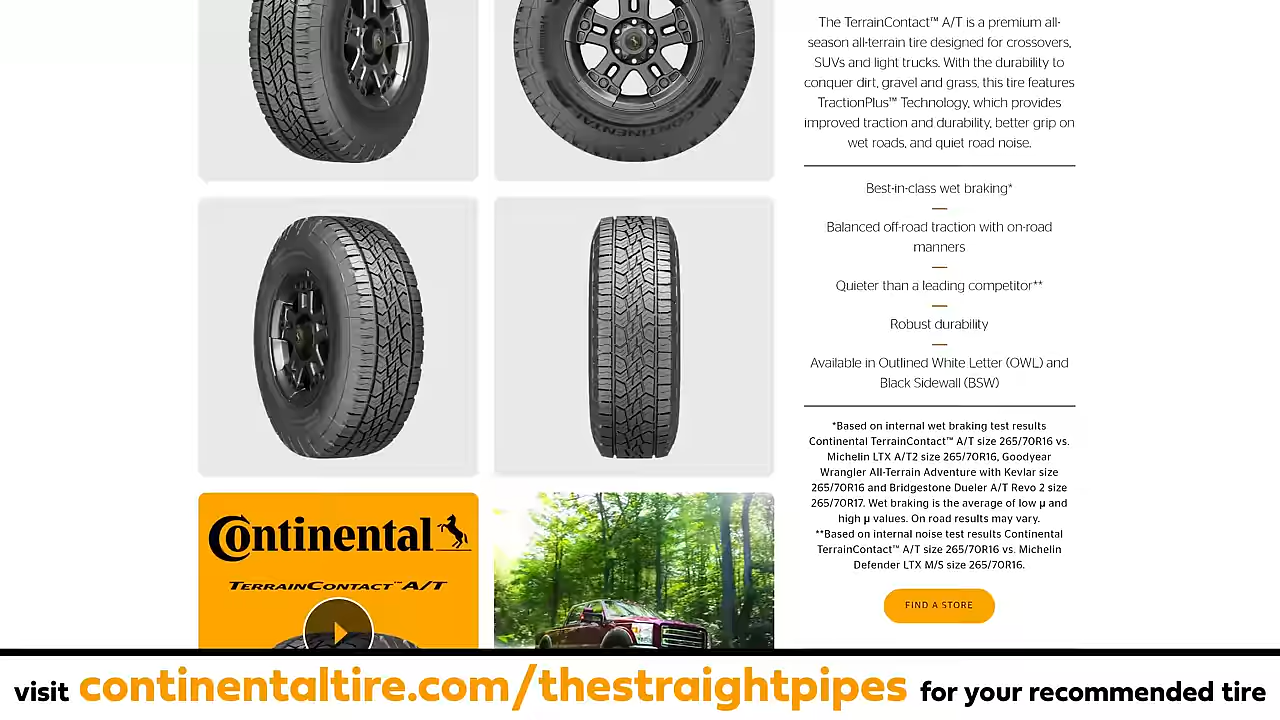 CONTINENTAL
The TerrainContact™ A/T is a premium all-
season all-terrain tire designed for crossovers,
SUVs and light trucks. With the durability to
conquer dirt, gravel and grass, this tire features
TractionPlus™ Technology, which provides
improved traction and durability, better grip on
wet roads, and quiet road noise.
Best-in-class wet braking*
Balanced off-road traction with on-road
manners
Quieter than a leading competitor**
Robust durability
Available in Outlined White Letter (OWL) and
Black Sidewall (BSW)
*Based on internal wet braking test results
Continental TerrainContact™ A/T size 265/70R16 vs.
Michelin LTX A/T2 size 265/70R16, Goodyear
Wrangler All-Terrain Adventure with Kevlar size
265/70R16 and Bridgestone Dueler A/T Revo 2 size
265/70R17. Wet braking is the average of low µ and
high µ values. On road results may vary.
**Based on internal noise test results Continental
TerrainContact™ A/T size 265/70R16 vs. Michelin
Defender LTX M/S size 265/70R16.
FIND A STORE
Continental
TERRAINCONTACT™ A/T
visit continentaltire.com/thestraightpipes for your recommended tire